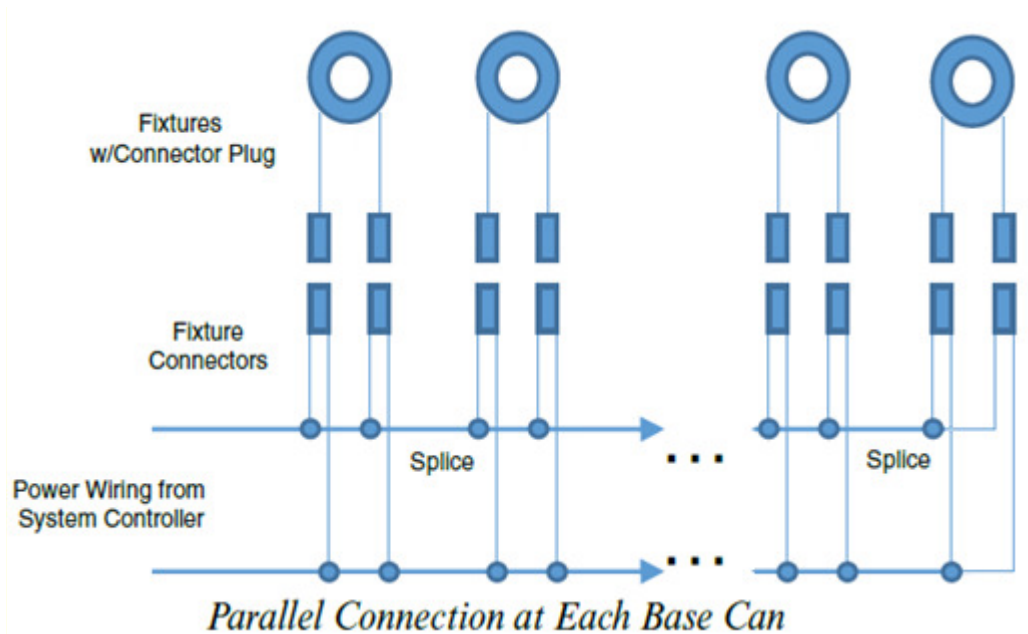 Fixtures
w/Connector Plug
Fixture
Connectors
Splice
Splice
Power Wiring from
System Controller
Parallel Connection at Each Base Can